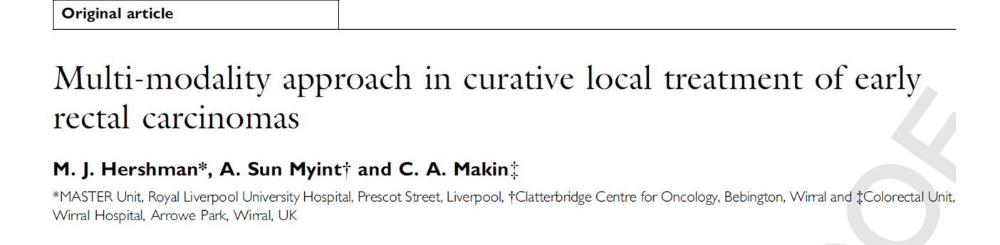 Original article
Multi-modality approach in curative local treatment of early
rectal carcinomas
M. J. Hershman*, A. Sun Myint† and C. A. Makin‡
*MASTER Unit, Royal Liverpool University Hospital, Prescot Street, Liverpool, †Clatterbridge Centre for Oncology, Bebington, Wirral and ‡Colorectal Unit,
Wirral Hospital, Arrowe Park, Wirral, UK
OF